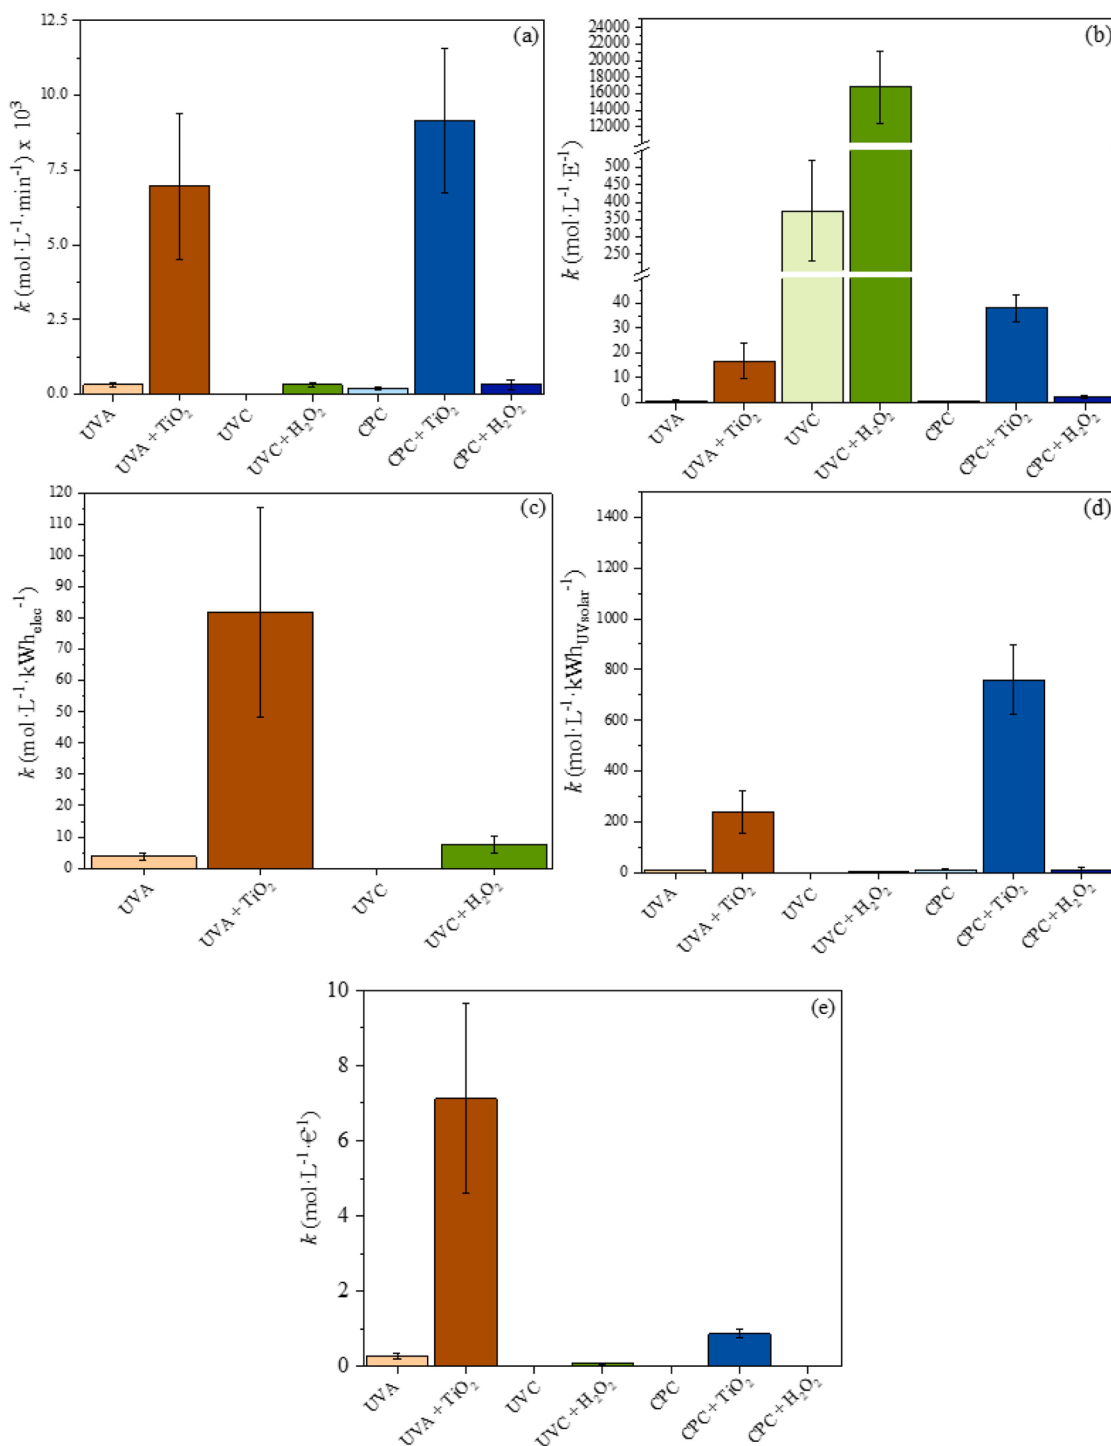 (a)
k (mol·L⁻¹·min⁻¹) x 10³
12.5
10.0
7.5
5.0
2.5
0.0
UVA
UVA + TiO₂
UVC
UVC + H₂O₂
CPC
CPC + TiO₂
CPC + H₂O₂
(b)
k (mol·L⁻¹·E⁻¹)
24000
22000
20000
18000
16000
14000
12000
500
450
400
350
300
250
40
30
20
10
0
UVA
UVA + TiO₂
UVC
UVC + H₂O₂
CPC
CPC + TiO₂
CPC + H₂O₂
(c)
k (mol·L⁻¹·kWh_elec⁻¹)
120
110
100
90
80
70
60
50
40
30
20
10
0
UVA
UVA + TiO₂
UVC
UVC + H₂O₂
(d)
k (mol·L⁻¹·kWh_UVsolar⁻¹)
1400
1200
1000
800
600
400
200
0
UVA
UVA + TiO₂
UVC
UVC + H₂O₂
CPC
CPC + TiO₂
CPC + H₂O₂
(e)
k (mol·L⁻¹·€⁻¹)
10
8
6
4
2
0
UVA
UVA + TiO₂
UVC
UVC + H₂O₂
CPC
CPC + TiO₂
CPC + H₂O₂